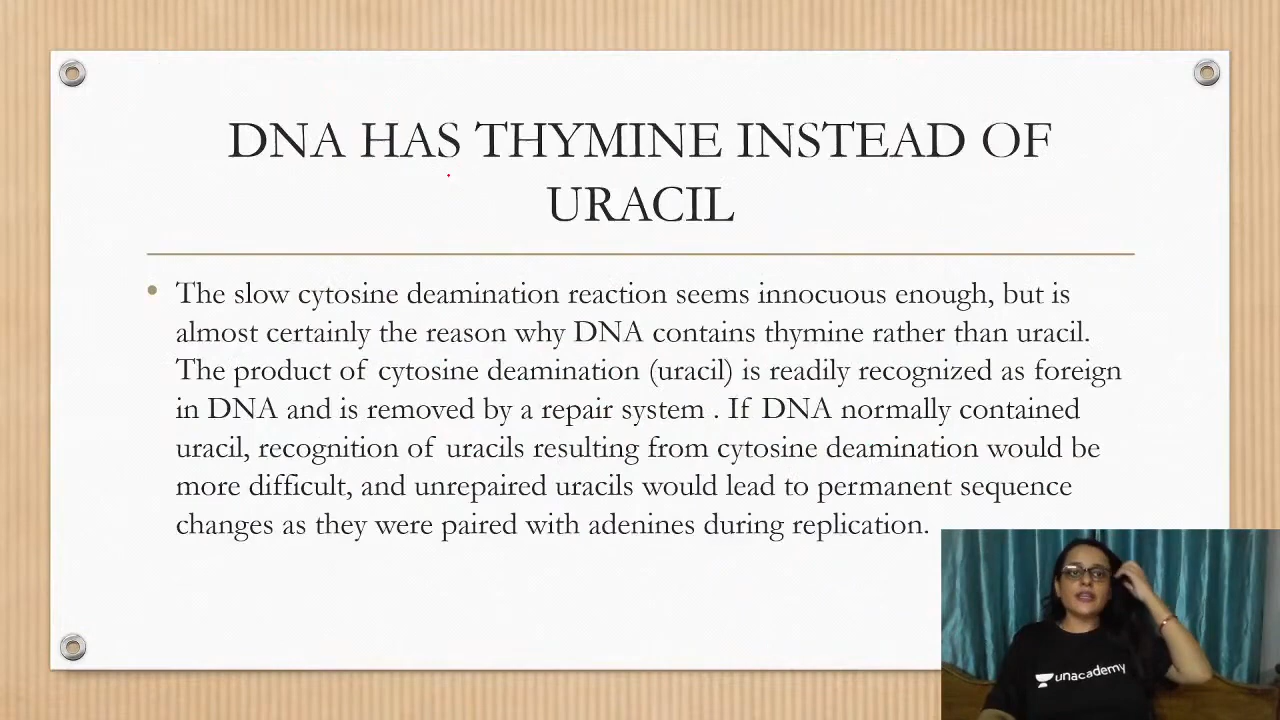 DNA HAS THYMINE INSTEAD OF
URACIL
• The slow cytosine deamination reaction seems innocuous enough, but is
almost certainly the reason why DNA contains thymine rather than uracil.
The product of cytosine deamination (uracil) is readily recognized as foreign
in DNA and is removed by a repair system . If DNA normally contained
uracil, recognition of uracils resulting from cytosine deamination would be
more difficult, and unrepaired uracils would lead to permanent sequence
changes as they were paired with adenines during replication.
unacademy